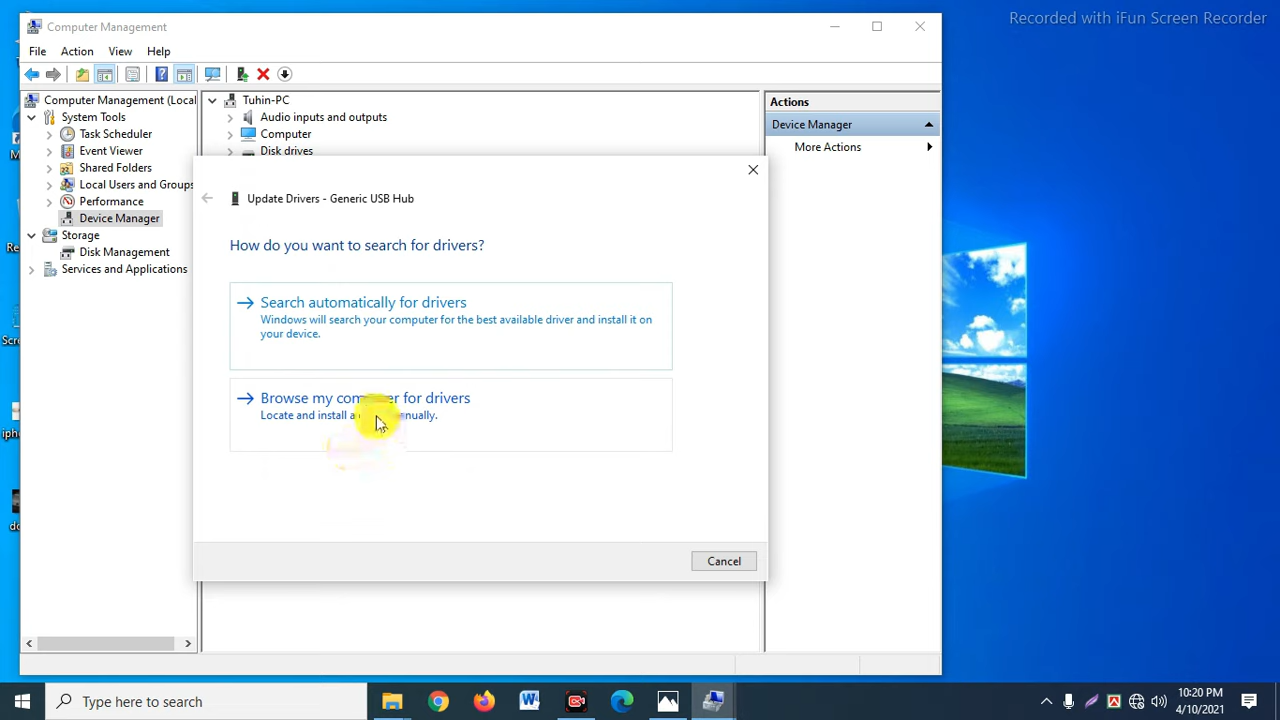 Computer Management
Recorded with iFun Screen Recorder
File Action View Help
Computer Management (Local
System Tools
Task Scheduler
Event Viewer
Shared Folders
Local Users and Groups
Performance
Device Manager
Storage
Disk Management
Services and Applications
Tuhin-PC
Audio inputs and outputs
Computer
Disk drives
Actions
Device Manager
More Actions
Update Drivers - Generic USB Hub
How do you want to search for drivers?
Search automatically for drivers
Windows will search your computer for the best available driver and install it on
your device.
Browse my computer for drivers
Locate and install a manually.
Cancel
Type here to search
10:20 PM
4/10/2021